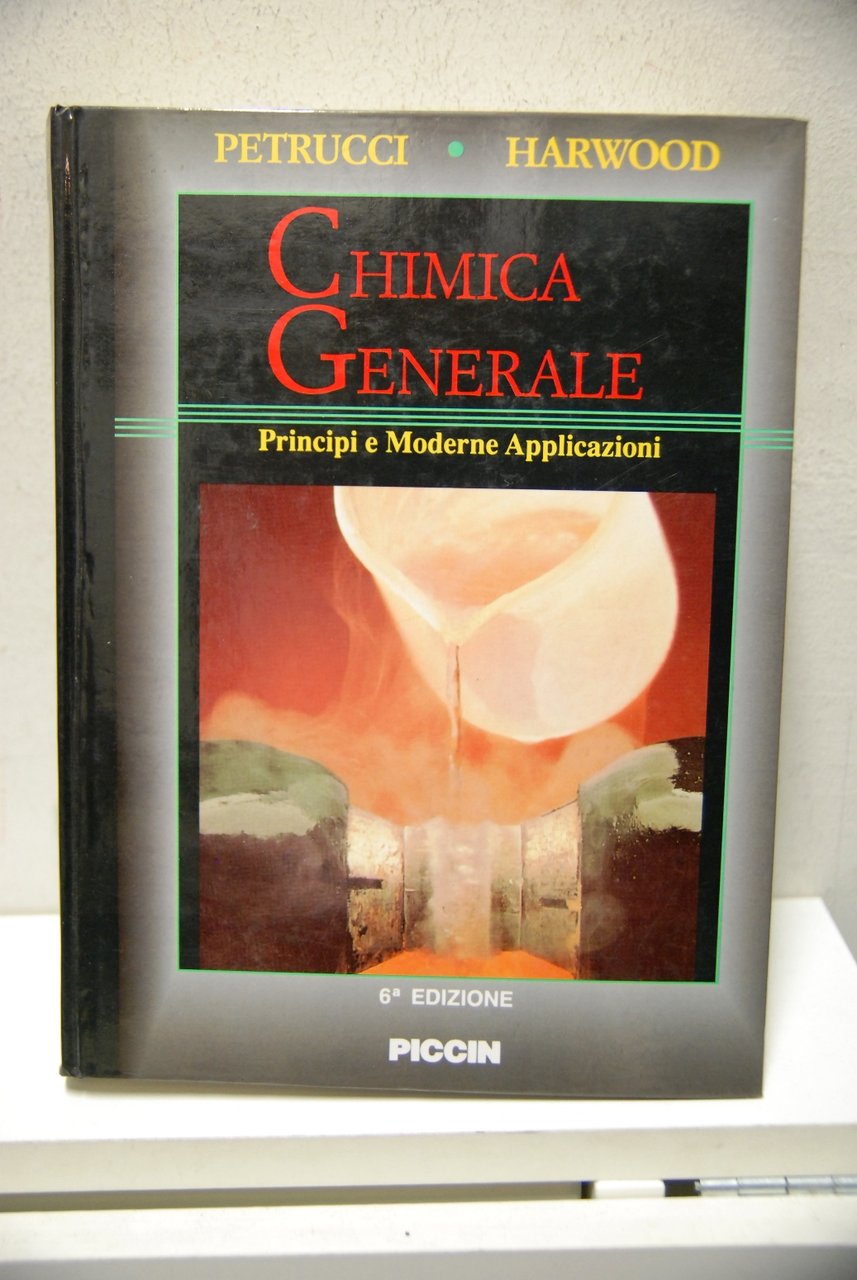 PETRUCCI • HARWOOD
CHIMICA
GENERALE
Principi e Moderne Applicazioni
6ª EDIZIONE
PICCIN